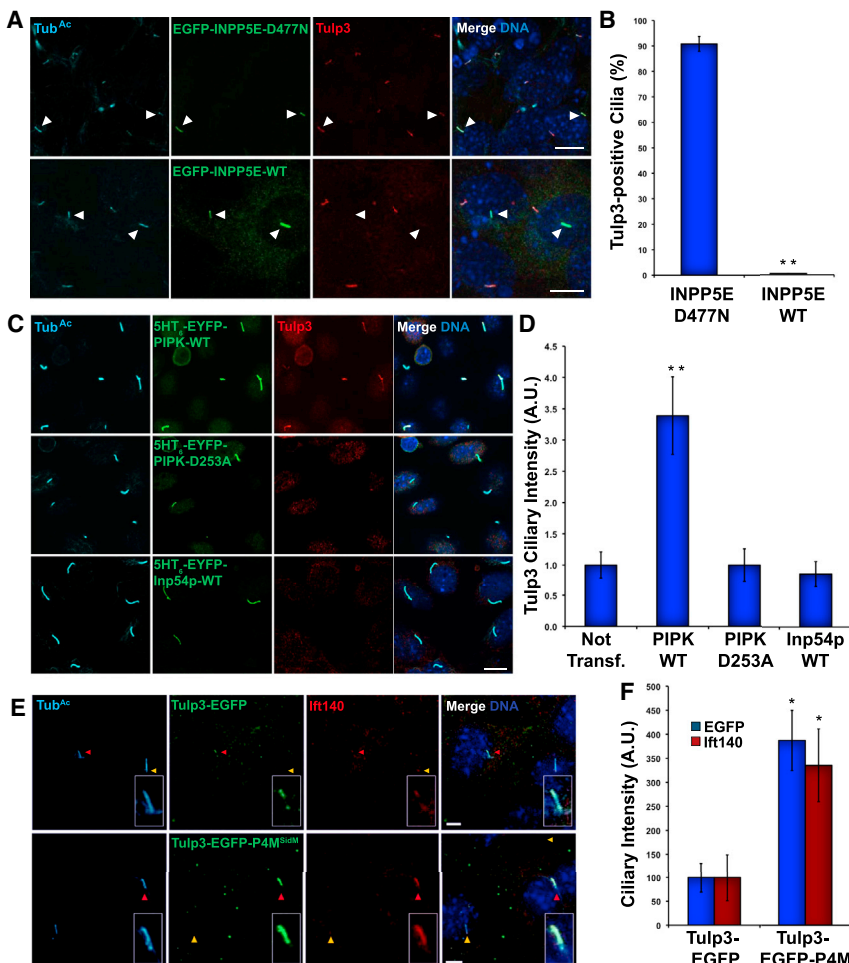 A
Tub^Ac
EGFP-INPP5E-D477N
Tulp3
Merge DNA
EGFP-INPP5E-WT
B
Tulp3-positive Cilia (%)
100
90
80
70
60
50
40
30
20
10
0
* *
INPP5E
D477N
INPP5E
WT
C
Tub^Ac
5HT₆-EYFP-
PIPK-WT
Tulp3
Merge DNA
5HT₆-EYFP-
PIPK-D253A
5HT₆-EYFP-
Inp54p-WT
D
Tulp3 Ciliary Intensity (A.U.)
4.5
4.0
3.5
3.0
2.5
2.0
1.5
1.0
0.5
0.0
* *
Not
Transf.
PIPK
WT
PIPK
D253A
Inp54p
WT
E
Tub^Ac
Tulp3-EGFP
Ift140
Merge DNA
Tulp3-EGFP-P4M^SidM
F
Ciliary Intensity (A.U.)
500
450
400
350
300
250
200
150
100
50
0
EGFP
Ift140
*
*
Tulp3-
EGFP
Tulp3-
EGFP-P4M